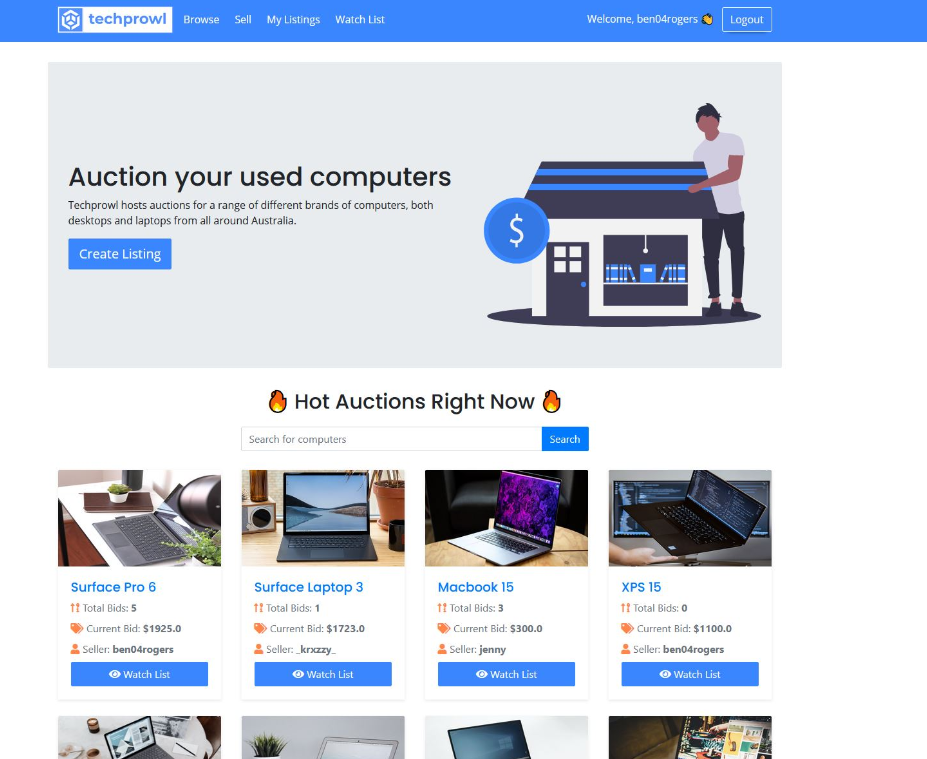 techprowl Browse Sell My Listings Watch List Welcome, ben04rogers 👏 Logout
Auction your used computers
Techprowl hosts auctions for a range of different brands of computers, both
desktops and laptops from all around Australia.
Create Listing
$
🔥 Hot Auctions Right Now 🔥
Search for computers Search
Surface Pro 6
Total Bids: 5
Current Bid: $1925.0
Seller: ben04rogers
Watch List
Surface Laptop 3
Total Bids: 1
Current Bid: $1723.0
Seller: _krxzzy_
Watch List
Macbook 15
Total Bids: 3
Current Bid: $300.0
Seller: jenny
Watch List
XPS 15
Total Bids: 0
Current Bid: $1100.0
Seller: ben04rogers
Watch List